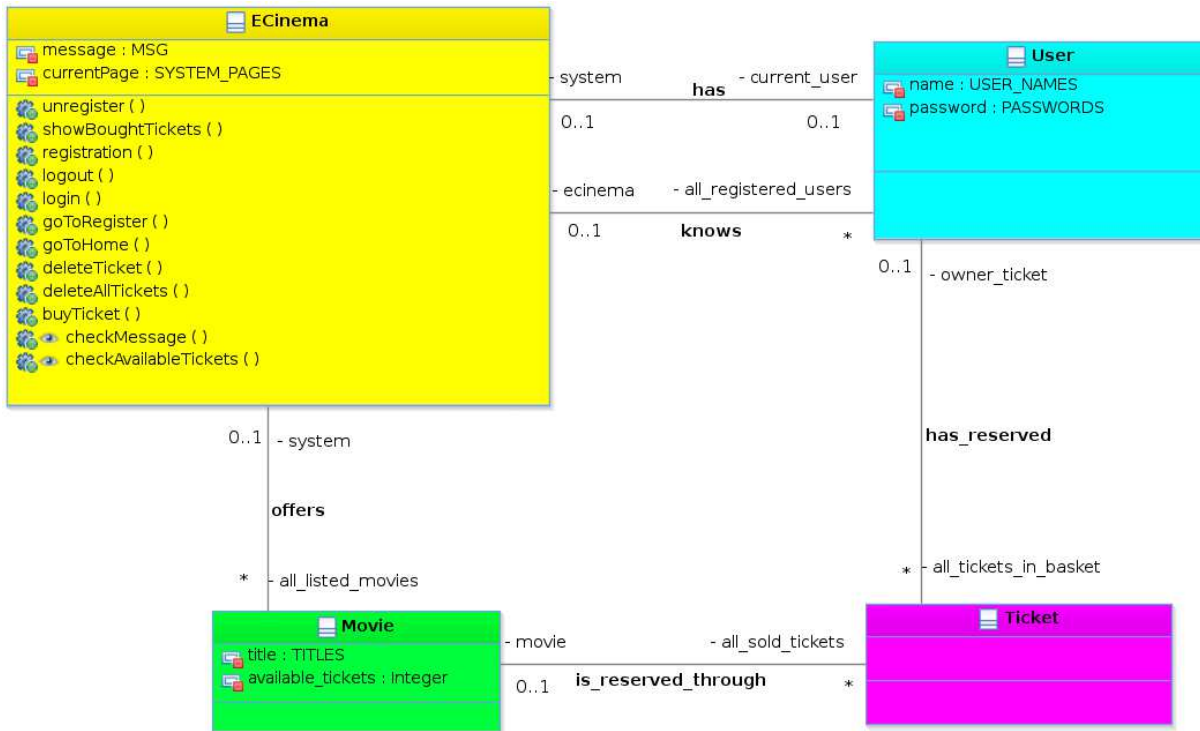 ECinema
message : MSG
currentPage : SYSTEM_PAGES
unregister ( )
showBoughtTickets ( )
registration ( )
logout ( )
login ( )
goToRegister ( )
goToHome ( )
deleteTicket ( )
deleteAllTickets ( )
buyTicket ( )
checkMessage ( )
checkAvailableTickets ( )
- system
- current_user
has
0..1
0..1
- ecinema
- all_registered_users
0..1
knows
*
User
name : USER_NAMES
password : PASSWORDS
0..1
- owner_ticket
has_reserved
*
- all_tickets_in_basket
0..1
- system
offers
*
- all_listed_movies
Movie
title : TITLES
available_tickets : Integer
- movie
- all_sold_tickets
0..1
is_reserved_through
*
Ticket